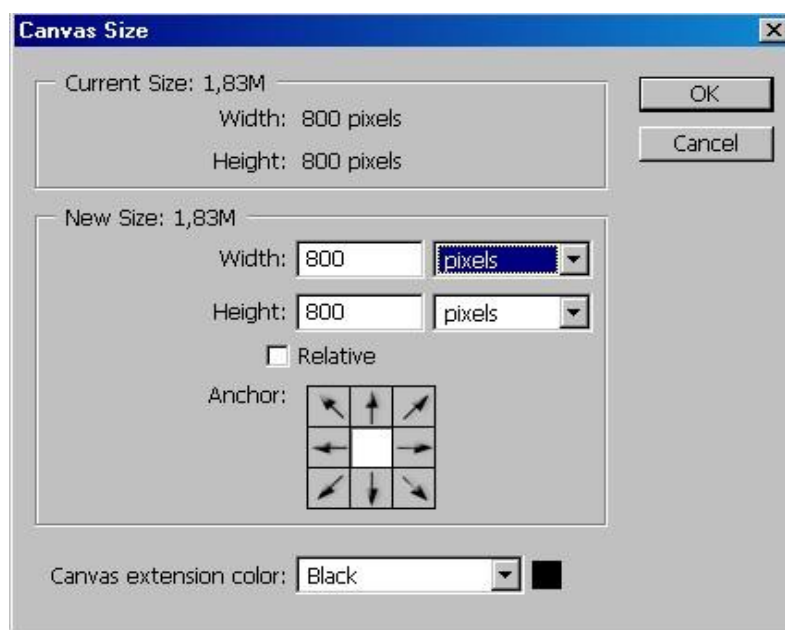 Canvas Size
Current Size: 1,83M
Width: 800 pixels
Height: 800 pixels
OK
Cancel
New Size: 1,83M
Width: 800 pixels
Height: 800 pixels
Relative
Anchor:
Canvas extension color: Black